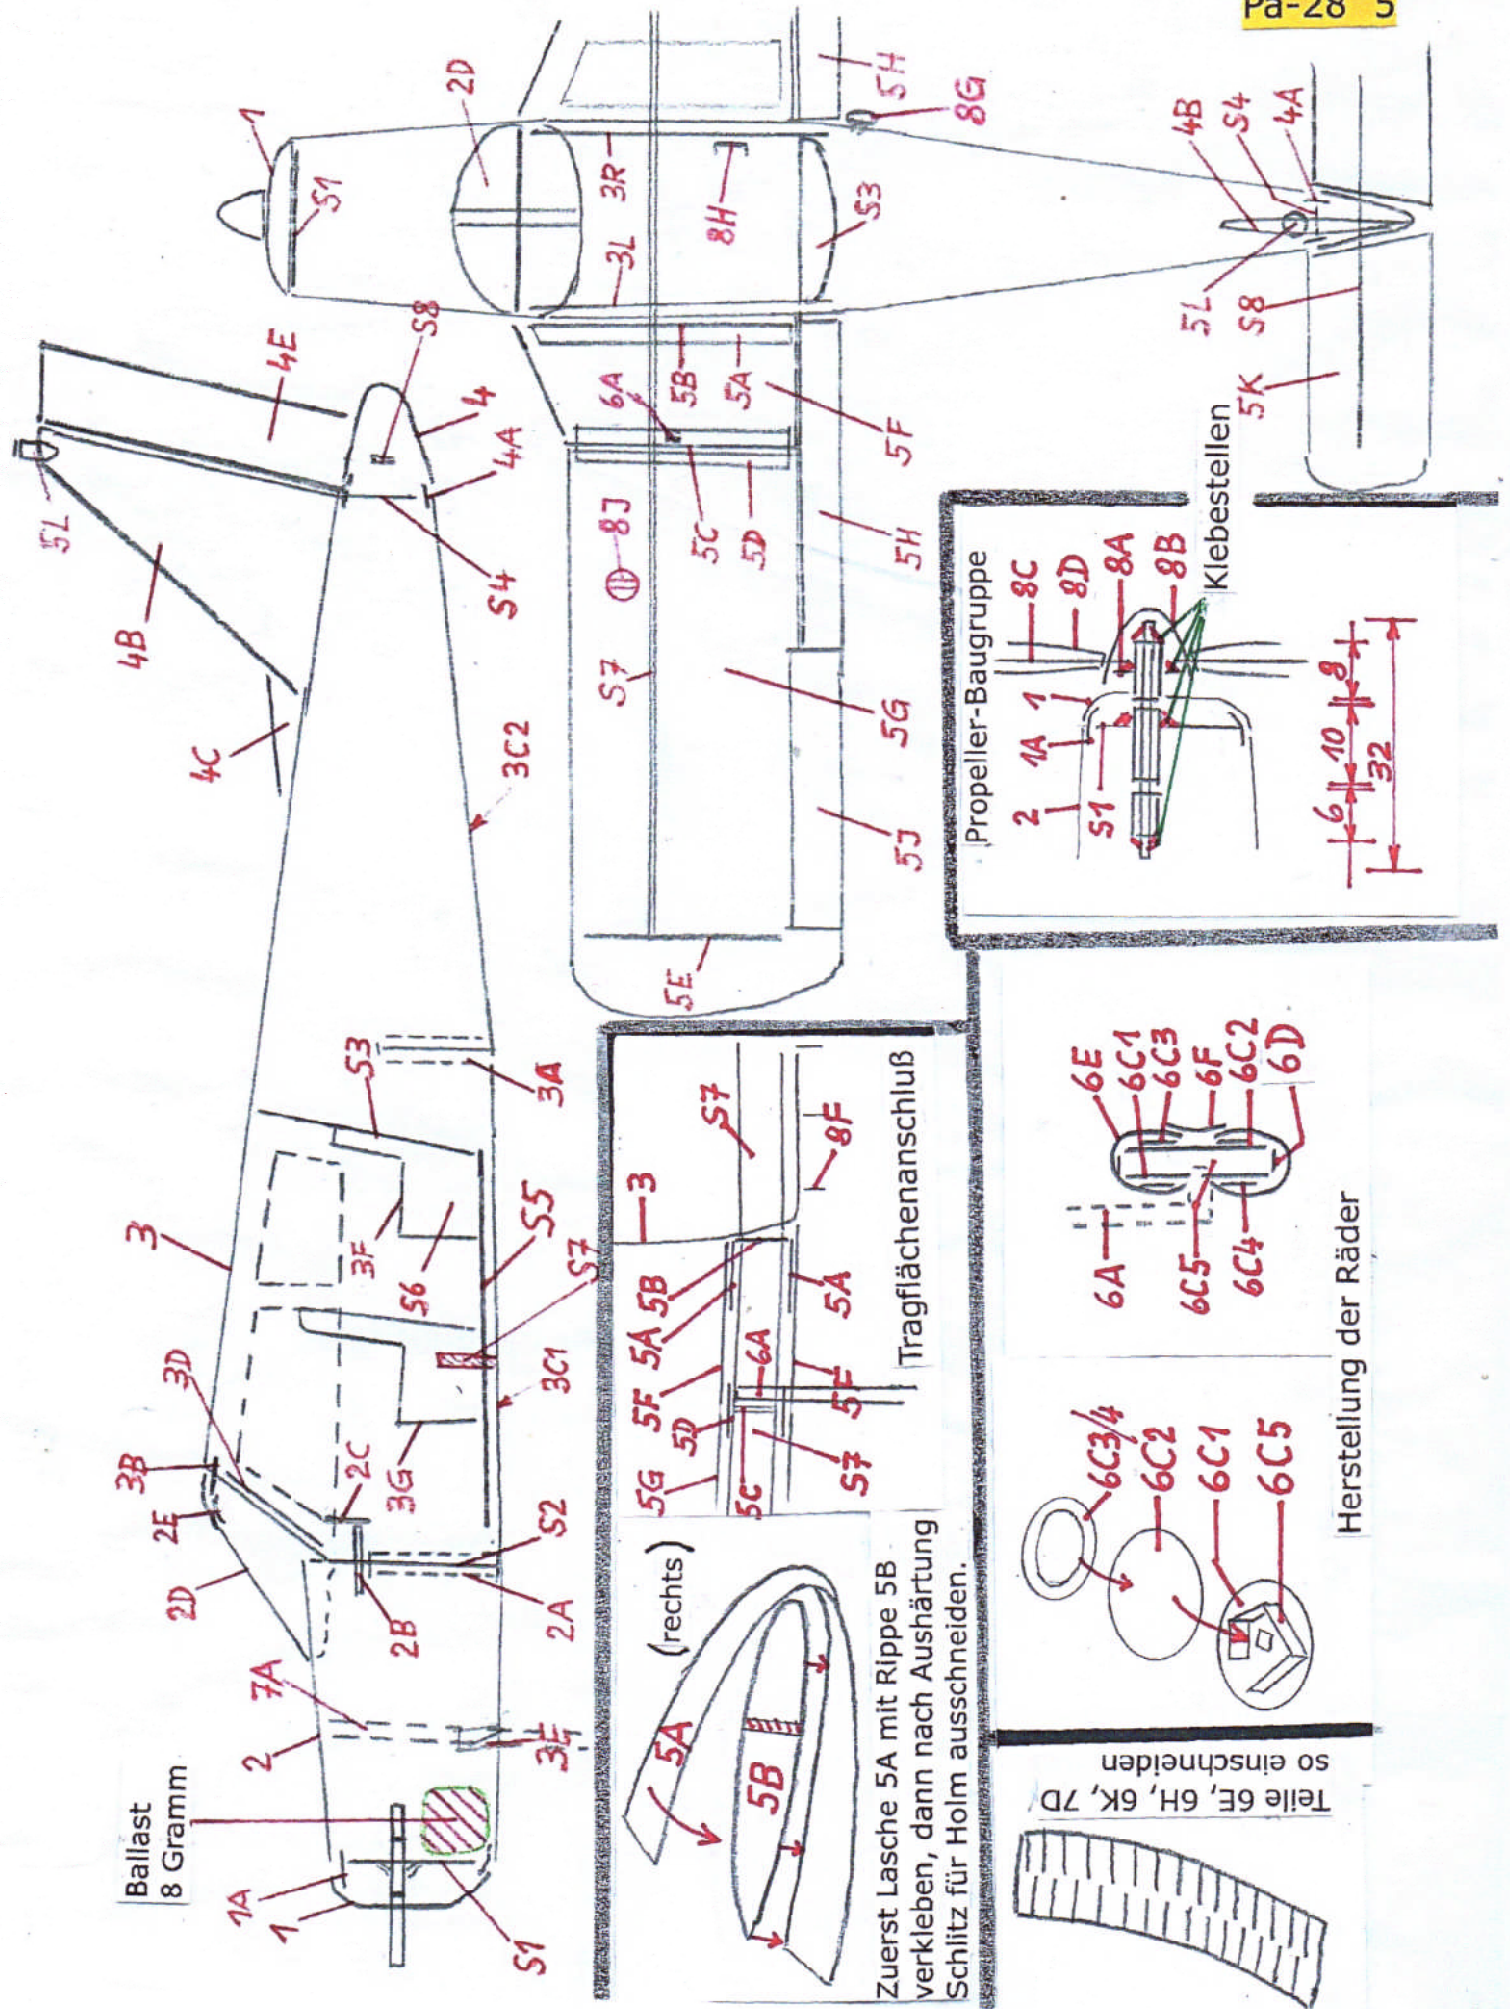 Pa-28 5
5L
4E
S8
4
4A
4B
S4
4C
3C2
1
S1
2D
3L
3R
8H
S3
5H
8G
4B
S4
4A
5L
S8
5K
6A
5B
5A
5F
8J
5C
5D
5H
S7
5G
5J
5E
S3
3A
3
3F
S6
S5
S7
3D
3C1
3B
2E
2C
3G
S2
2D
2B
2A
7A
2
3E
Ballast
8 Gramm
1A
1
S1
Propeller-Baugruppe
8C
8D
8A
8B
Klebestellen
1
1A
2
S1
6
10
8
32
3
S7
8F
5A
5B
5A
5F
6A
5F
5G
5D
5C
S7
Tragflächenanschluß
(rechts)
5A
5B
Zuerst Lasche 5A mit Rippe 5B
verkleben, dann nach Aushärtung
Schlitz für Holm ausschneiden.
6E
6C1
6C3
6F
6C2
6D
6A
6C5
6C4
6C3/4
6C2
6C1
6C5
Herstellung der Räder
Teile 6E, 6H, 6K, 7D
so einschneiden